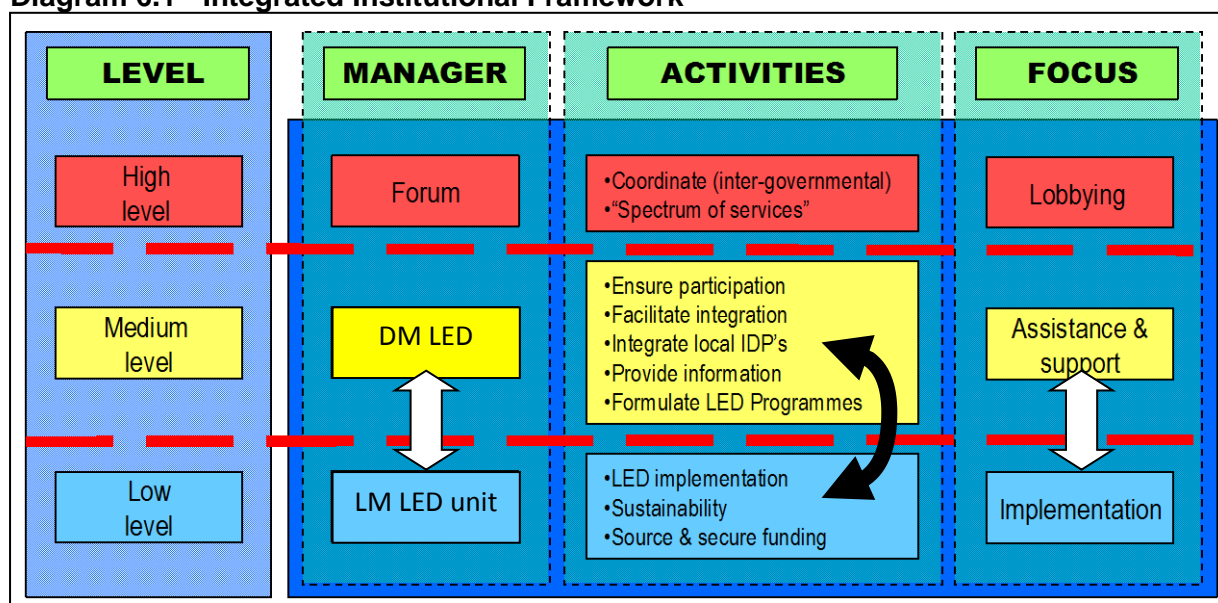 Diagram 6.1 - Integrated Institutional Framework
LEVEL
MANAGER
ACTIVITIES
FOCUS
High
level
Forum
•Coordinate (inter-governmental)
•“Spectrum of services”
Lobbying
Medium
level
DM LED
•Ensure participation
•Facilitate integration
•Integrate local IDP's
•Provide information
•Formulate LED Programmes
Assistance &
support
Low
level
LM LED unit
•LED implementation
•Sustainability
•Source & secure funding
Implementation